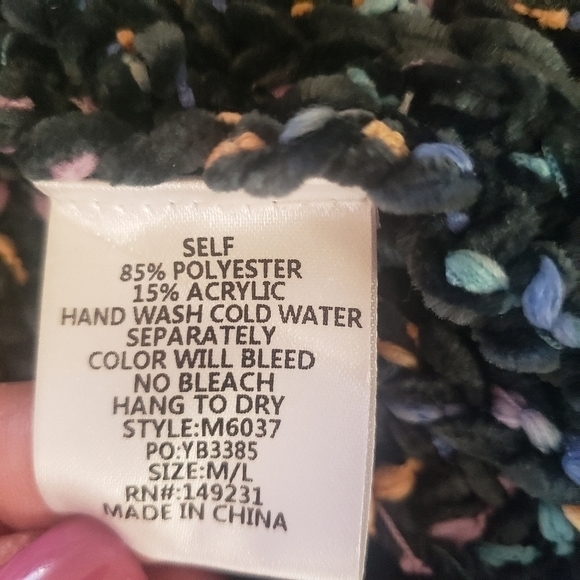 SELF
85% POLYESTER
15% ACRYLIC
HAND WASH COLD WATER
SEPARATELY
COLOR WILL BLEED
NO BLEACH
HANG TO DRY
STYLE:M6037
PO:YB3385
SIZE:M/L
RN#:149231
MADE IN CHINA